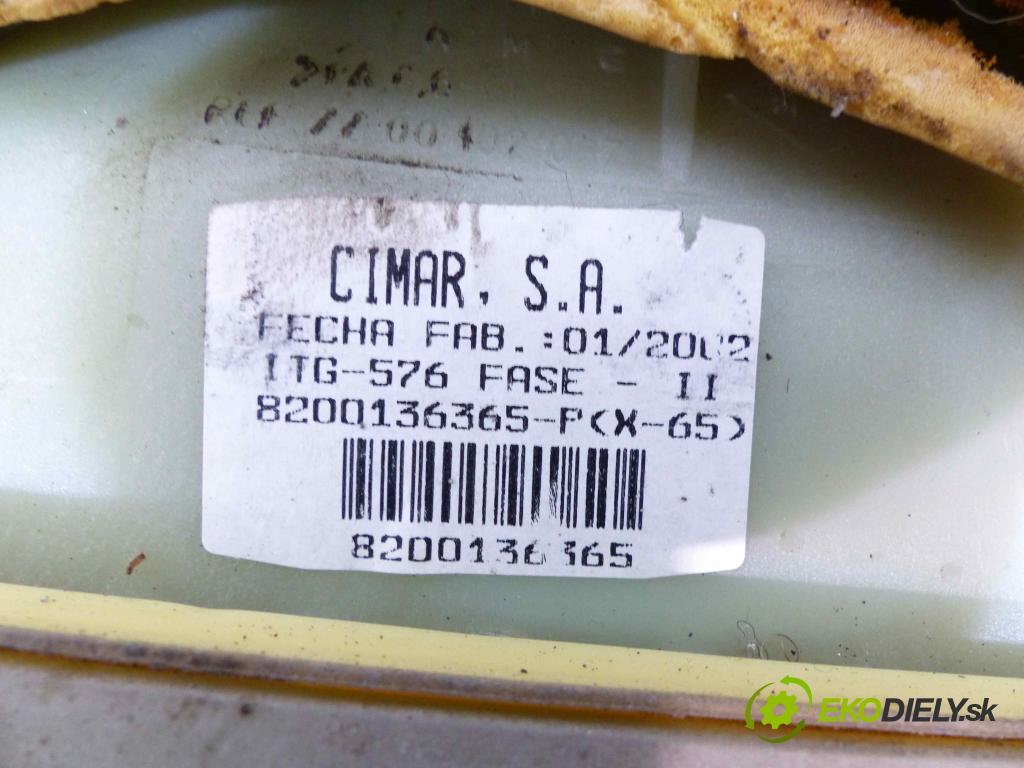 CIMAR, S.A.
FECHA FAB.:01/2002
ITG-576 FASE - II
8200136365-P(X-65)
8200136365
EKODIELY.sk